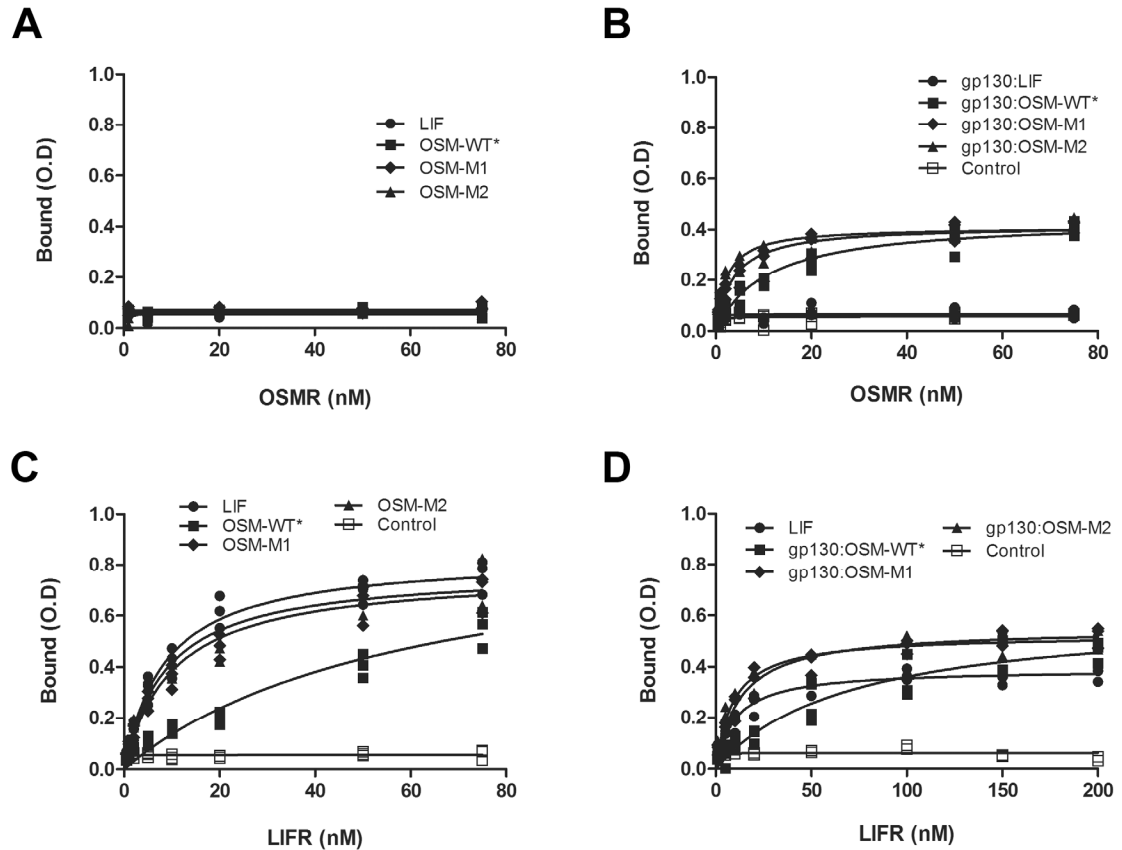 A
1.0
0.8
0.6
0.4
0.2
0.0
0 20 40 60 80
Bound (O.D)
OSMR (nM)
LIF
OSM-WT*
OSM-M1
OSM-M2
B
1.0
0.8
0.6
0.4
0.2
0.0
0 20 40 60 80
Bound (O.D)
OSMR (nM)
gp130:LIF
gp130:OSM-WT*
gp130:OSM-M1
gp130:OSM-M2
Control
C
LIF
OSM-WT*
OSM-M1
OSM-M2
Control
1.0
0.8
0.6
0.4
0.2
0.0
0 20 40 60 80
Bound (O.D)
LIFR (nM)
D
1.0
0.8
0.6
0.4
0.2
0.0
0 50 100 150 200
Bound (O.D)
LIFR (nM)
LIF
gp130:OSM-WT*
gp130:OSM-M1
gp130:OSM-M2
Control